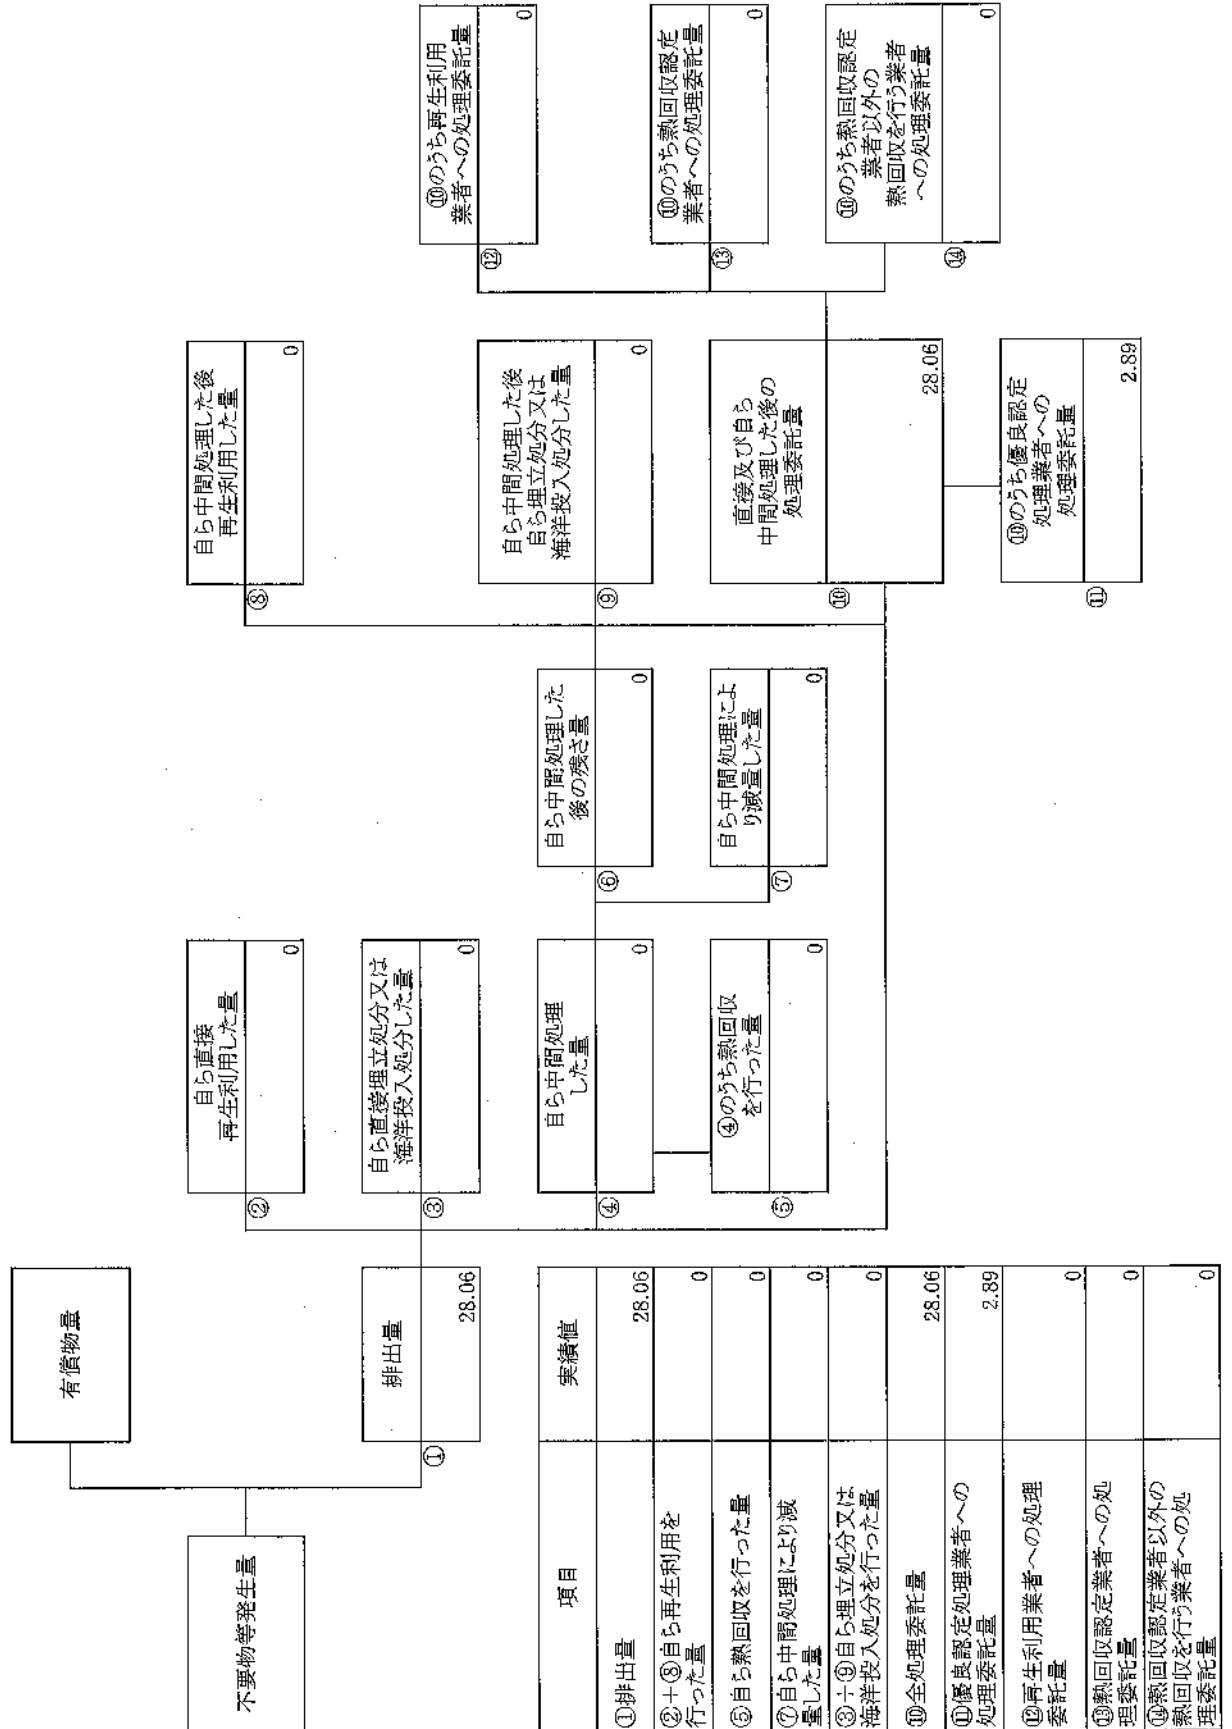 不要物等発生量
有償物量
排出量
①
28.06
自ら直接
再生利用した量
②
0
自ら直接埋立処分又は
海洋投入処分した量
③
0
自ら中間処理
した量
④
0
④のうち熱回収
を行った量
⑤
0
自ら中間処理した
後の残さ量
⑥
0
自ら中間処理によ
り減量した量
⑦
0
自ら中間処理した後
再生利用した量
⑧
0
自ら中間処理した後
自ら埋立処分又は
海洋投入処分した量
⑨
0
直接及び自ら
中間処理した後の
処理委託量
⑩
28.06
⑩のうち優良認定
処理業者への
処理委託量
⑪
2.89
⑩のうち再生利用
業者への処理委託量
⑫
0
⑩のうち熱回収認定
業者への処理委託量
⑬
0
⑩のうち熱回収認定
業者以外の
熱回収を行う業者
への処理委託量
⑭
0
項目 実績値
①排出量 28.06
②+⑧自ら再生利用を
行った量 0
⑤自ら熱回収を行った量 0
⑦自ら中間処理により減
量した量 0
③+⑨自ら埋立処分又は
海洋投入処分を行った量 0
⑩全処理委託量 28.06
⑪優良認定処理業者への
処理委託量 2.89
⑫再生利用業者への処理
委託量 0
⑬熱回収認定業者への処
理委託量 0
⑭熱回収認定業者以外の
熱回収を行う業者への処
理委託量 0